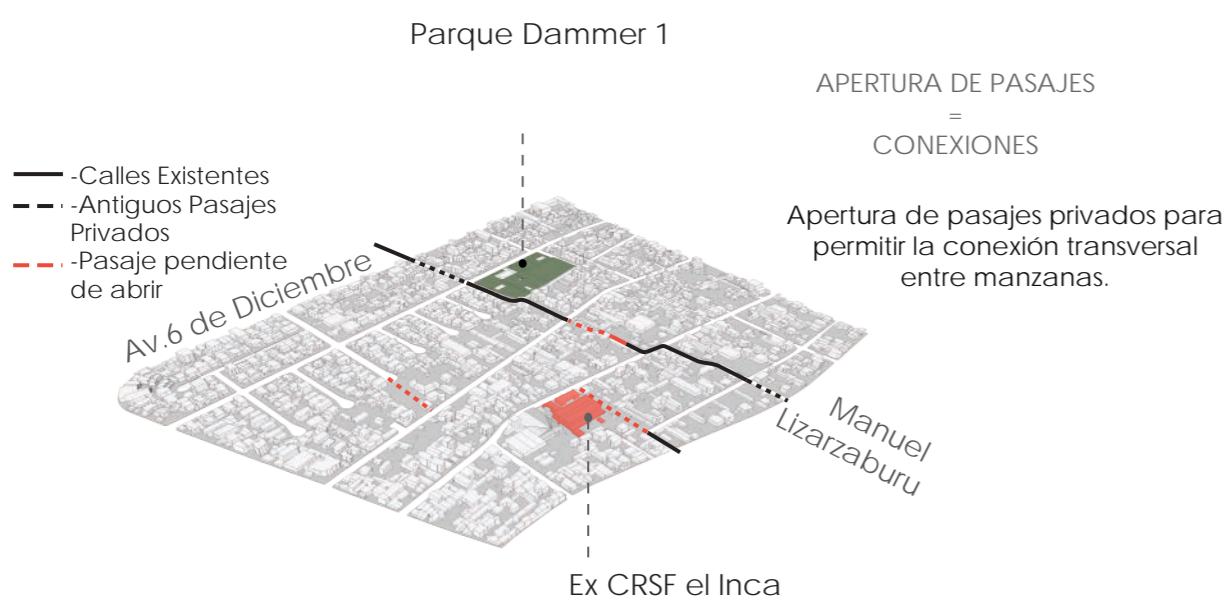 Parque Dammer 1
APERTURA DE PASAJES
=
CONEXIONES
-Calles Existentes
-Antiguos Pasajes
Privados
-Pasaje pendiente
de abrir
Apertura de pasajes privados para
permitir la conexión transversal
entre manzanas.
Av.6 de Diciembre
Manuel
Lizarzaburu
Ex CRSF el Inca